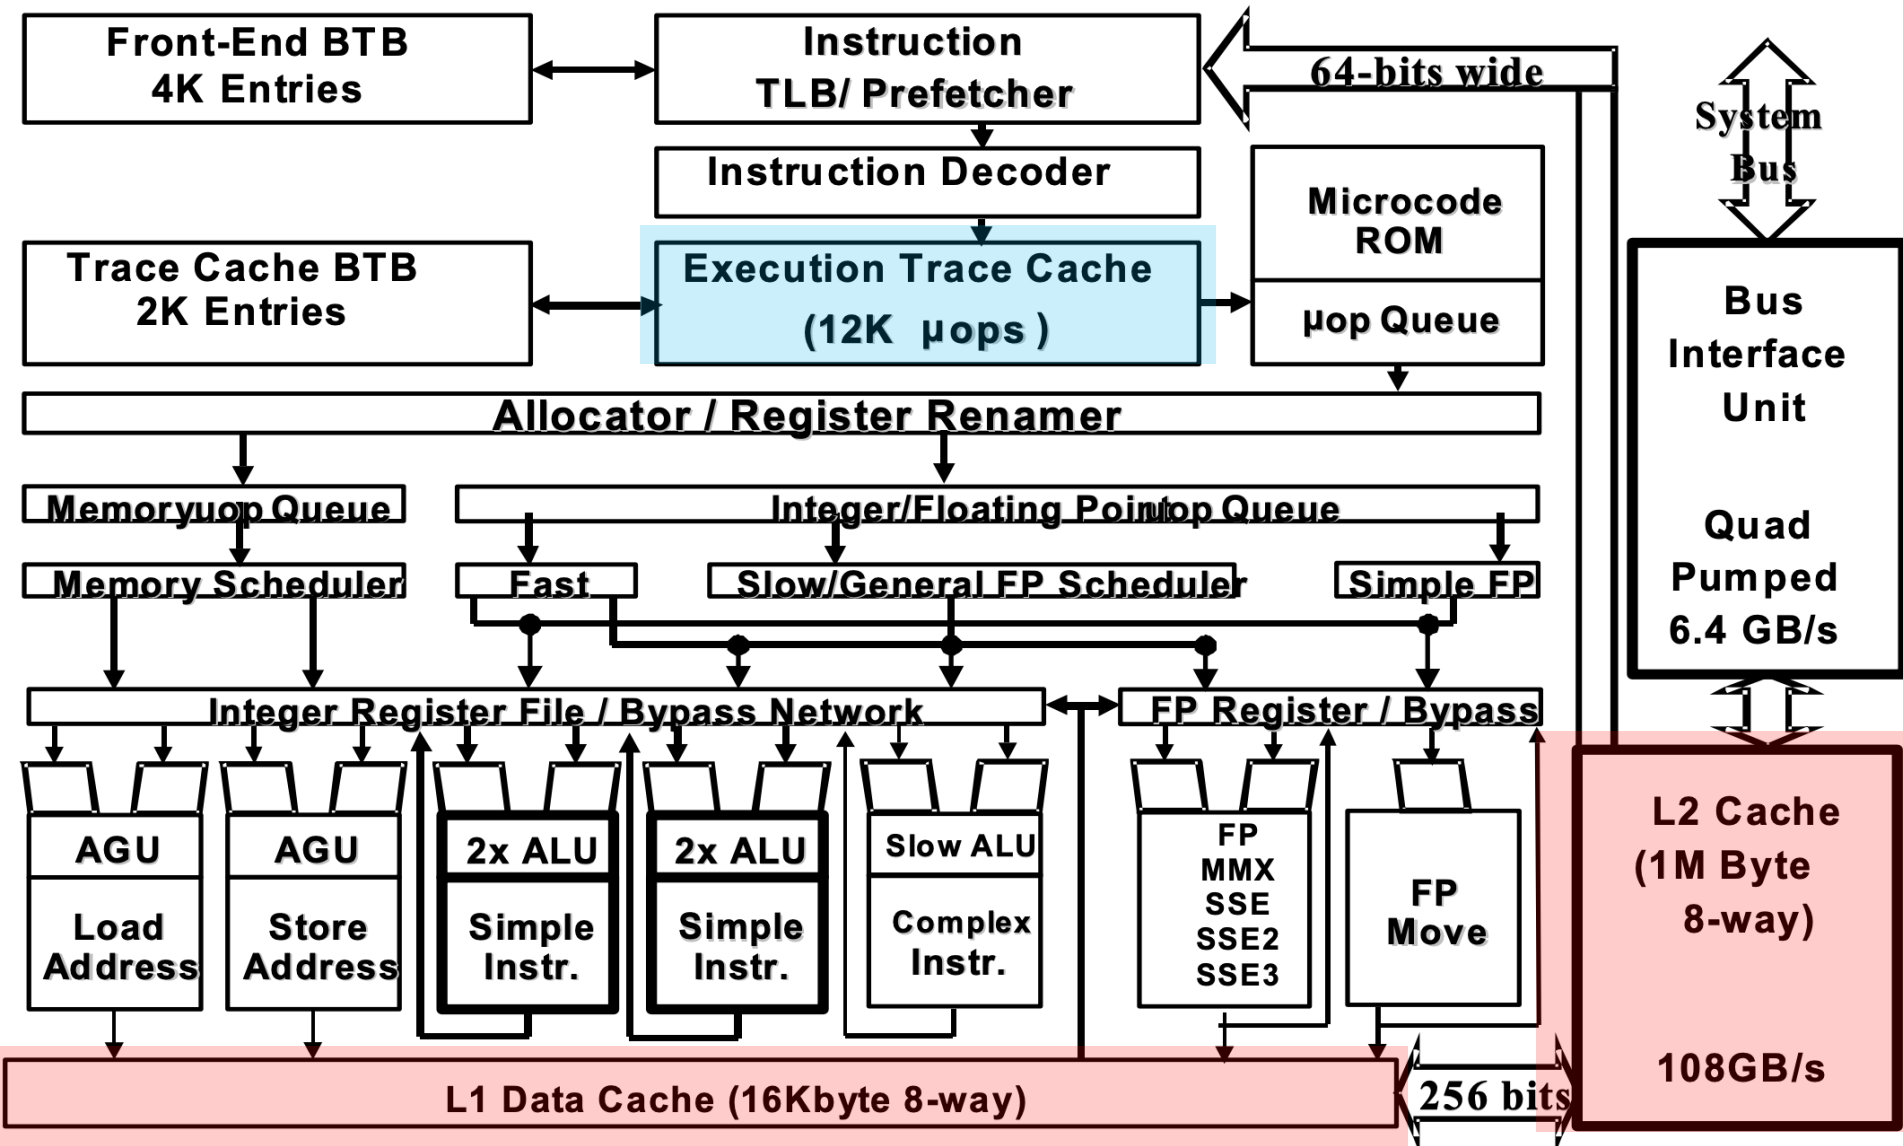 Front-End BTB
4K Entries
Instruction
TLB/ Prefetcher
64-bits wide
System
Bus
Instruction Decoder
Microcode
ROM
Trace Cache BTB
2K Entries
Execution Trace Cache
(12K µops )
µop Queue
Bus
Interface
Unit
Quad
Pumped
6.4 GB/s
Allocator / Register Renamer
Memory uop Queue
Integer/Floating Point uop Queue
Memory Scheduler
Fast
Slow/General FP Scheduler
Simple FP
Integer Register File / Bypass Network
FP Register / Bypass
AGU
Load
Address
AGU
Store
Address
2x ALU
Simple
Instr.
2x ALU
Simple
Instr.
Slow ALU
Complex
Instr.
FP
MMX
SSE
SSE2
SSE3
FP
Move
L2 Cache
(1M Byte
8-way)
108GB/s
L1 Data Cache (16Kbyte 8-way)
256 bits